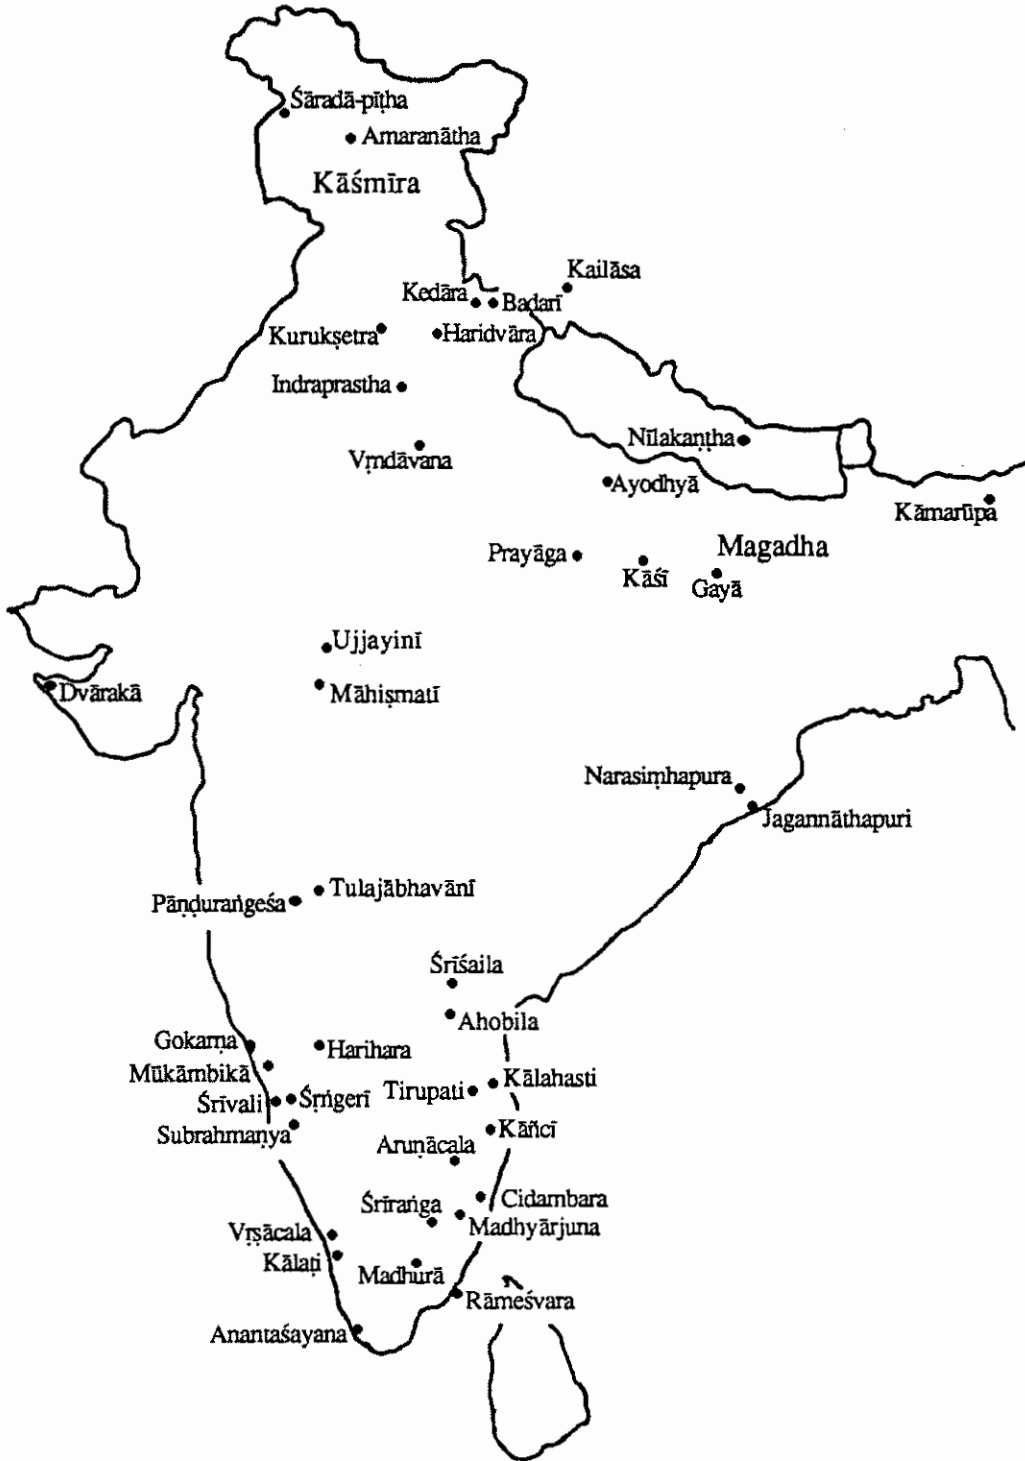 Śāradā-pīṭha
Amaranātha
Kāśmīra
Kailāsa
Kedāra
Badarī
Kurukṣetra
Haridvāra
Indraprastha
Nīlakaṇṭha
Vṛndāvana
Ayodhyā
Kāmarūpa
Prayāga
Magadha
Kāśī
Gayā
Ujjayinī
Dvārakā
Māhiṣmatī
Narasiṃhapura
Jagannāthapuri
Tulajābhavānī
Pāṇḍuraṅgeśa
Śrīśaila
Ahobila
Gokarṇa
Harihara
Mūkāmbikā
Tirupati
Kālahasti
Śrīvali
Śṛṅgerī
Subrahmaṇya
Kāñcī
Aruṇācala
Cidambara
Śrīraṅga
Madhyārjuna
Vṛṣācala
Kālaṭi
Madhurā
Rāmeśvara
Anantaśayana